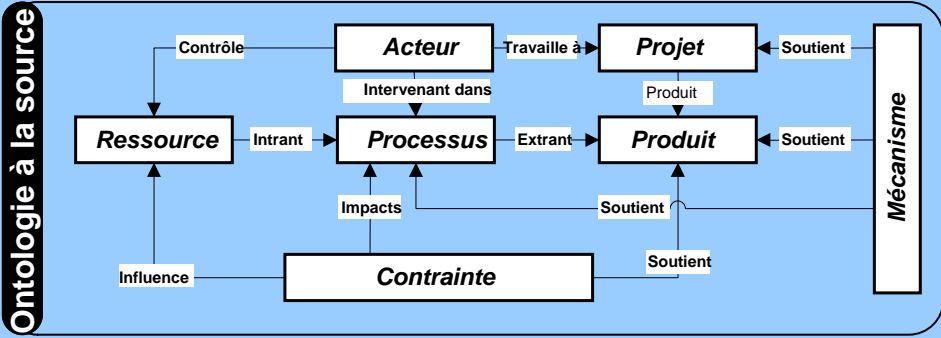 Ontologie à la source
Acteur
Projet
Contrôle
Travaille à
Soutient
Intervenant dans
Produit
Ressource
Intrant
Processus
Extrant
Produit
Soutient
Mécanisme
Impacts
Soutient
Influence
Contrainte
Soutient